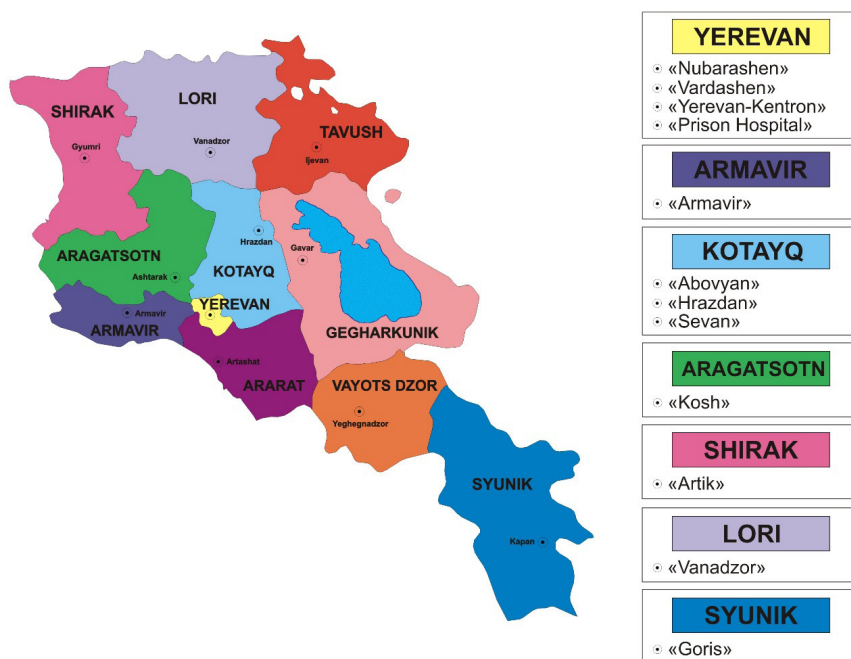 LORI
SHIRAK
Gyumri
Vanadzor
TAVUSH
Ijevan
Hrazdan
Gavar
ARAGATSOTN
KOTAYQ
Ashtarak
YEREVAN
Armavir
ARMAVIR
GEGHARKUNIK
Artashat
ARARAT
VAYOTS DZOR
Yeghegnadzor
SYUNIK
Kapan
YEREVAN
«Nubarashen»
«Vardashen»
«Yerevan-Kentron»
«Prison Hospital»
ARMAVIR
«Armavir»
KOTAYQ
«Abovyan»
«Hrazdan»
«Sevan»
ARAGATSOTN
«Kosh»
SHIRAK
«Artik»
LORI
«Vanadzor»
SYUNIK
«Goris»